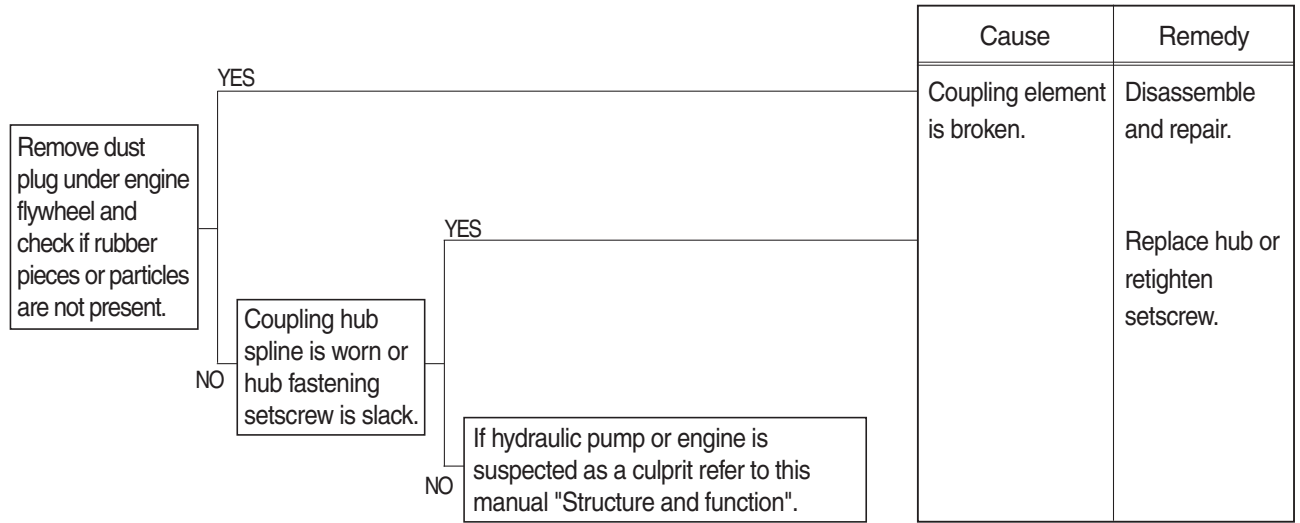 Cause
Remedy
YES
Coupling element
is broken.
Disassemble
and repair.
Remove dust
plug under engine
flywheel and
check if rubber
pieces or particles
are not present.
YES
Replace hub or
retighten
setscrew.
NO
Coupling hub
spline is worn or
hub fastening
setscrew is slack.
NO
If hydraulic pump or engine is
suspected as a culprit refer to this
manual "Structure and function".